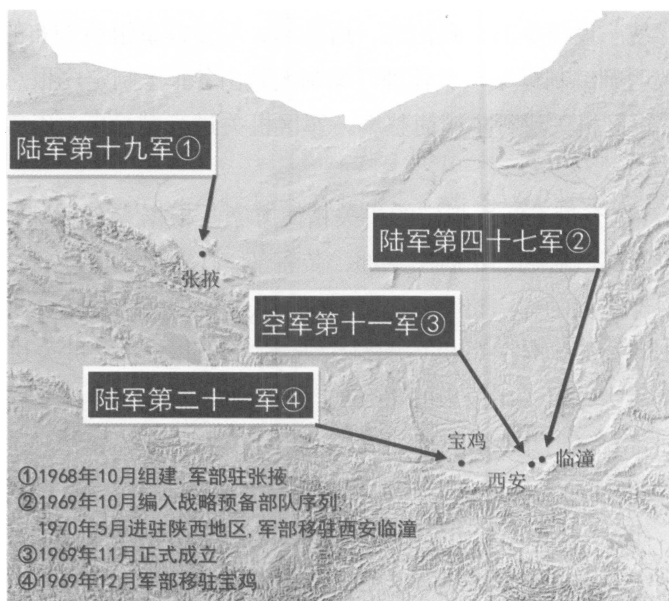 陆军第十九军①
陆军第四十七军②
张掖
空军第十一军③
陆军第二十一军④
宝鸡
临潼
西安
①1968年10月组建,军部驻张掖
②1969年10月编入战略预备部队序列,
1970年5月进驻陕西地区,军部移驻西安临潼
③1969年11月正式成立
④1969年12月军部移驻宝鸡